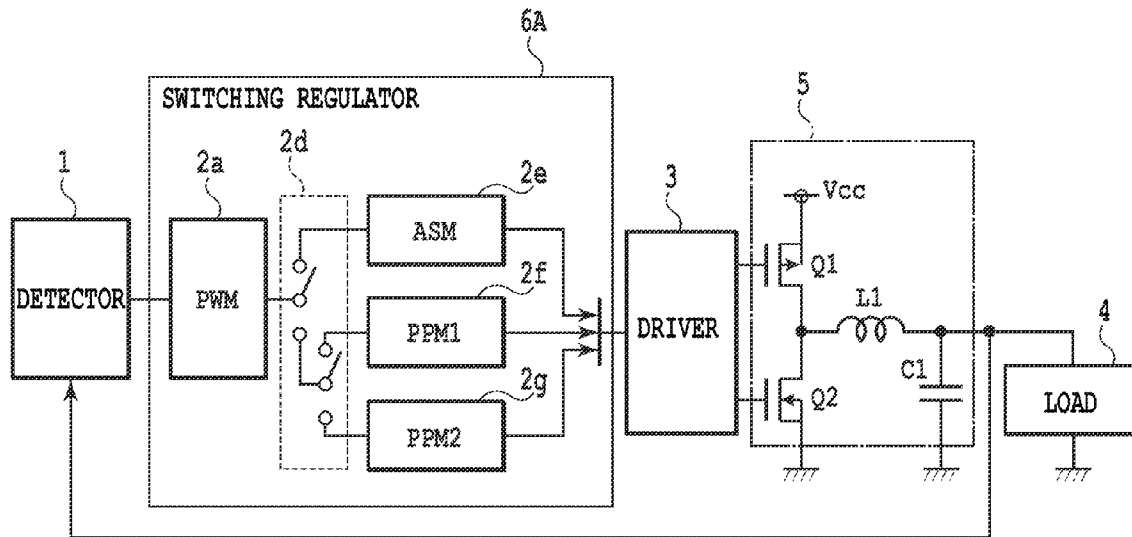 6A
SWITCHING REGULATOR
5
1
2a
2d
2e
3
Vcc
ASM
Q1
2f
L1
DETECTOR
PWM
PPM1
DRIVER
4
2g
C1
Q2
LOAD
PPM2